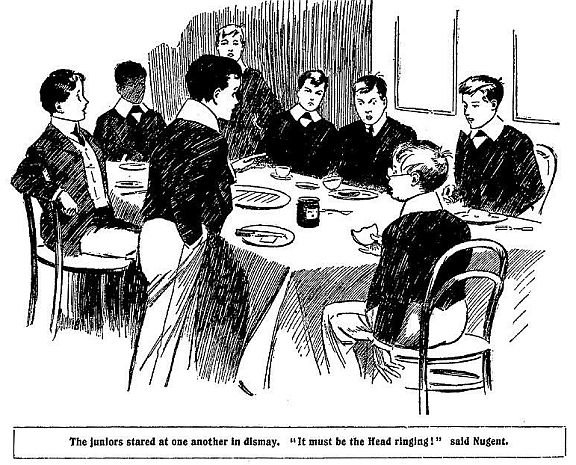 The juniors stared at one another in dismay. "It must be the Head ringing!" said Nugent.